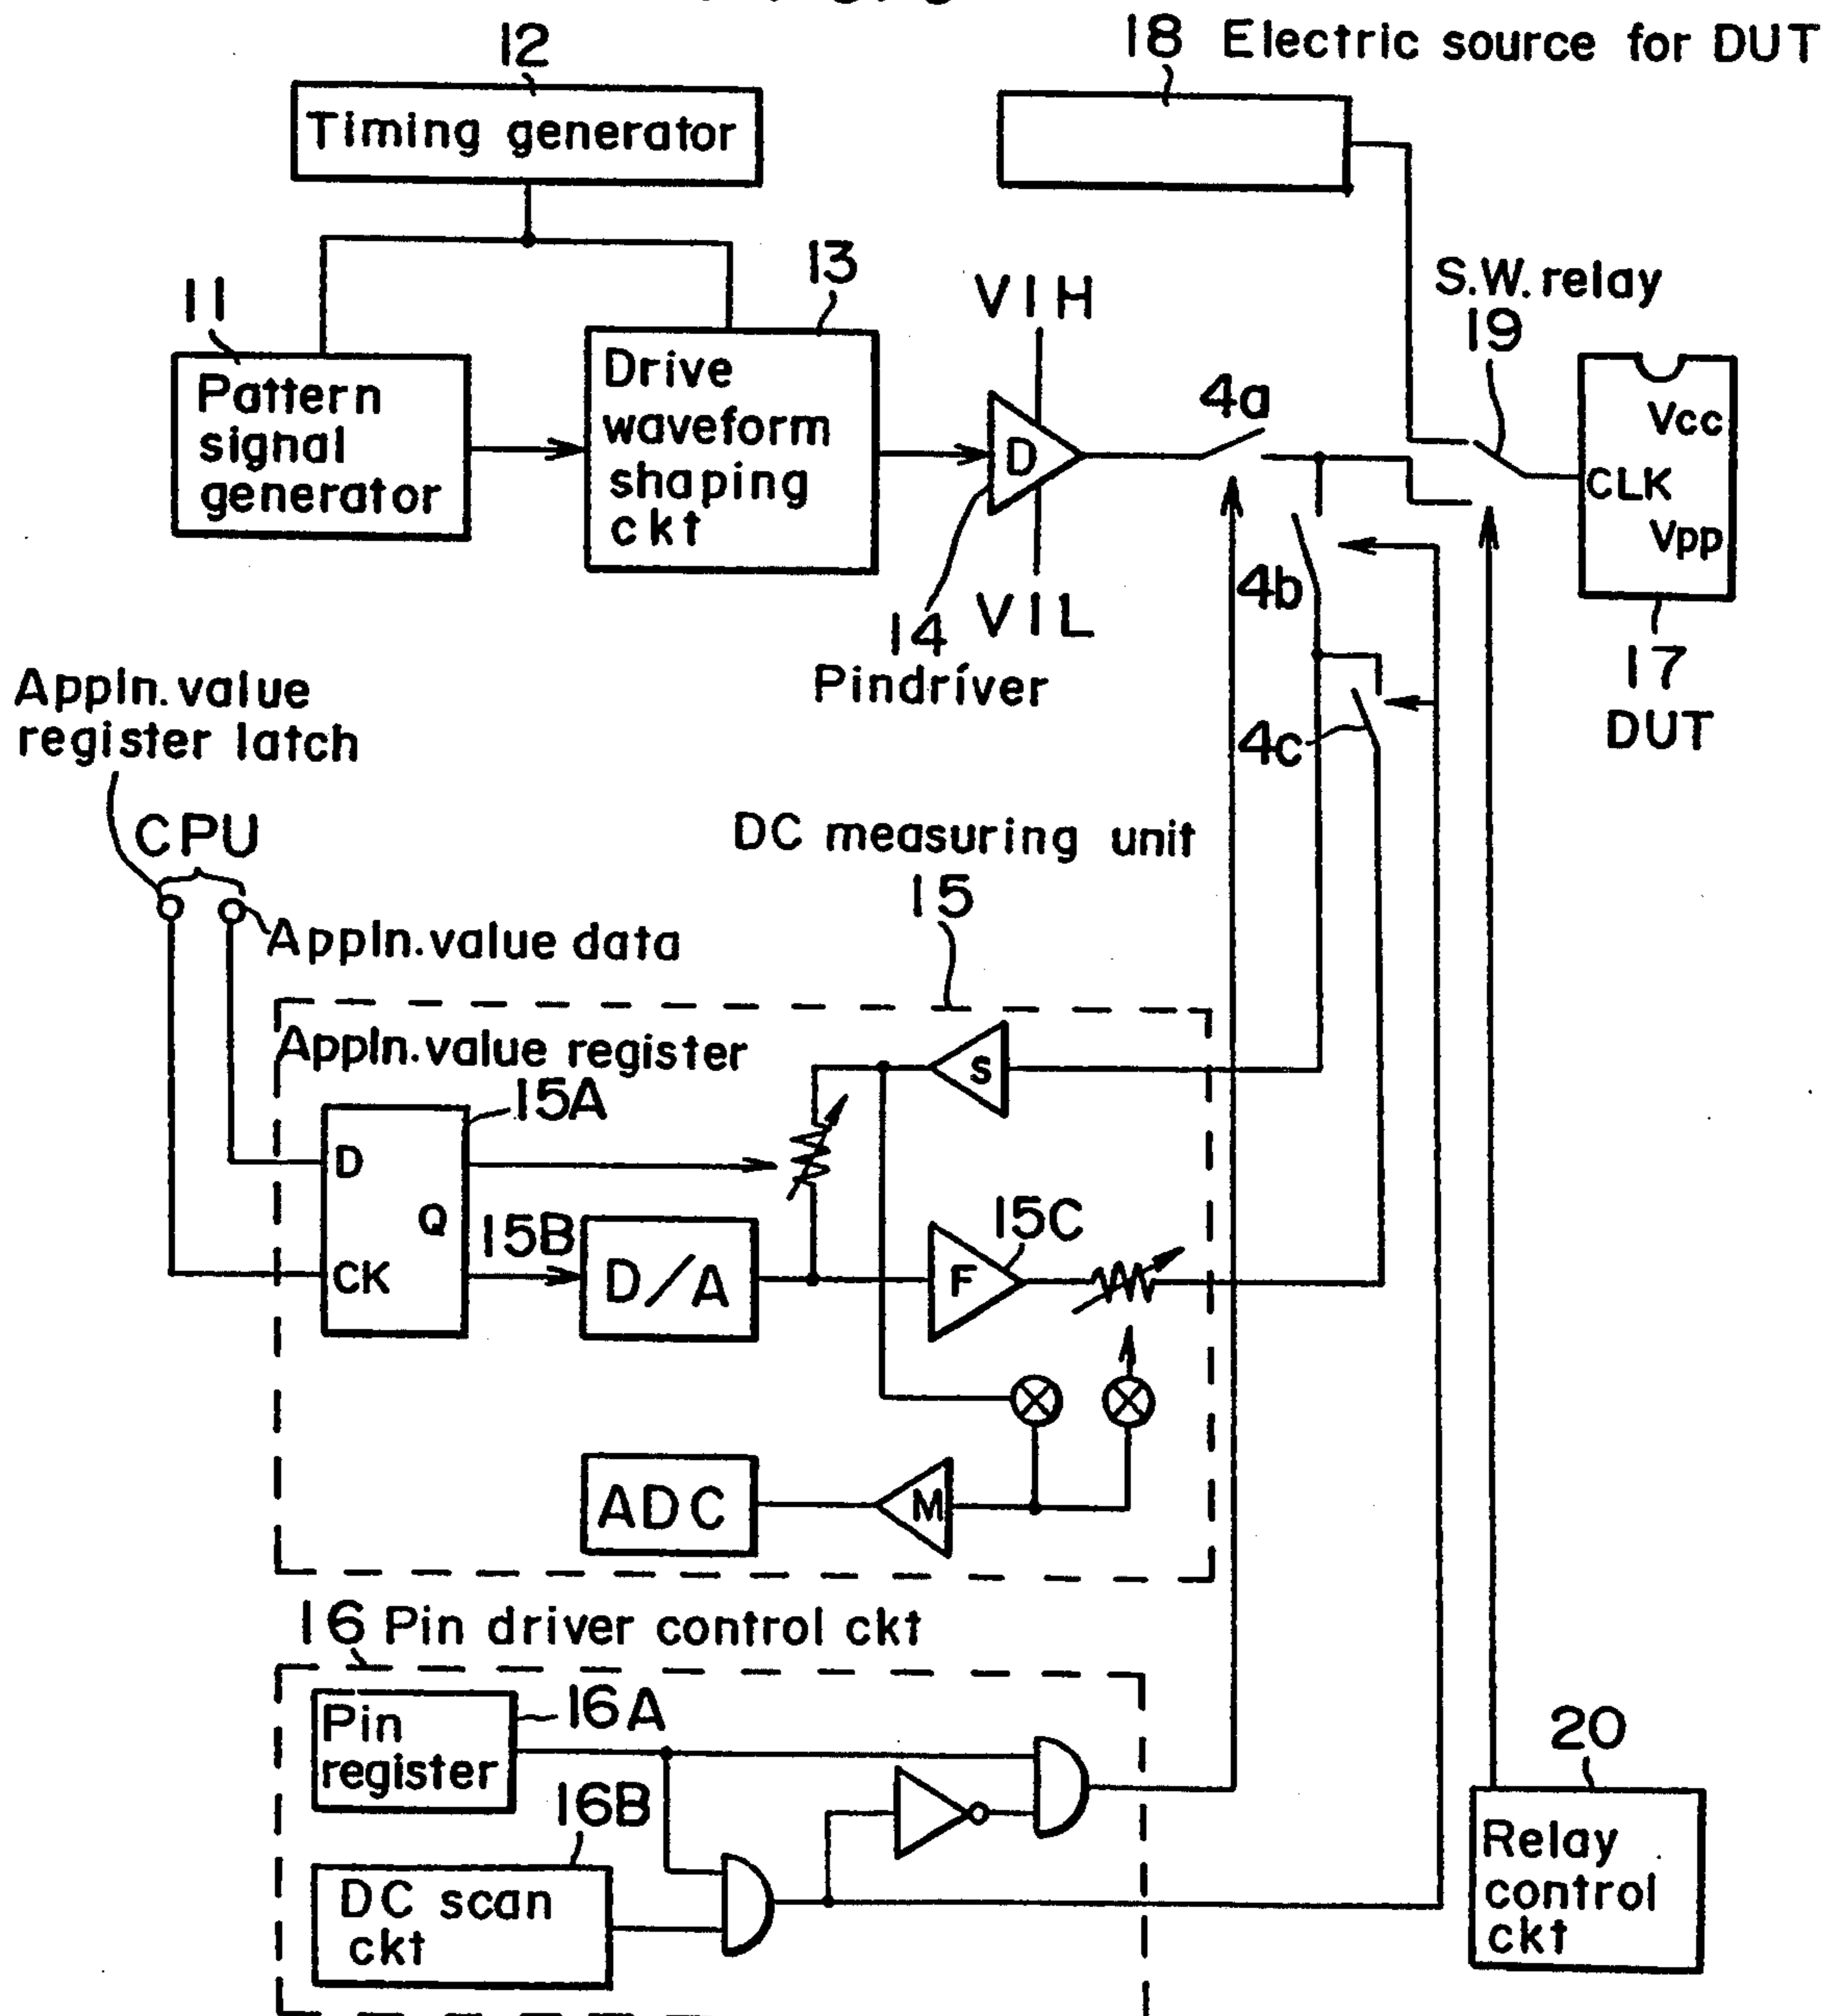 18 Electric source for DUT
12
Timing generator
13
11
VIH
S.W. relay
19
Pattern
signal
generator
Drive
waveform
shaping
ckt
D
4a
Vcc
CLK
Vpp
4b
14
VIL
Pindriver
17
DUT
4c
Appln. value
register latch
CPU
DC measuring unit
15
Appln. value data
Appln. value register
15A
S
D
Q
CK
15B
D/A
15C
F
ADC
M
16 Pin driver control ckt
Pin
register
16A
16B
DC scan
ckt
20
Relay
control
ckt